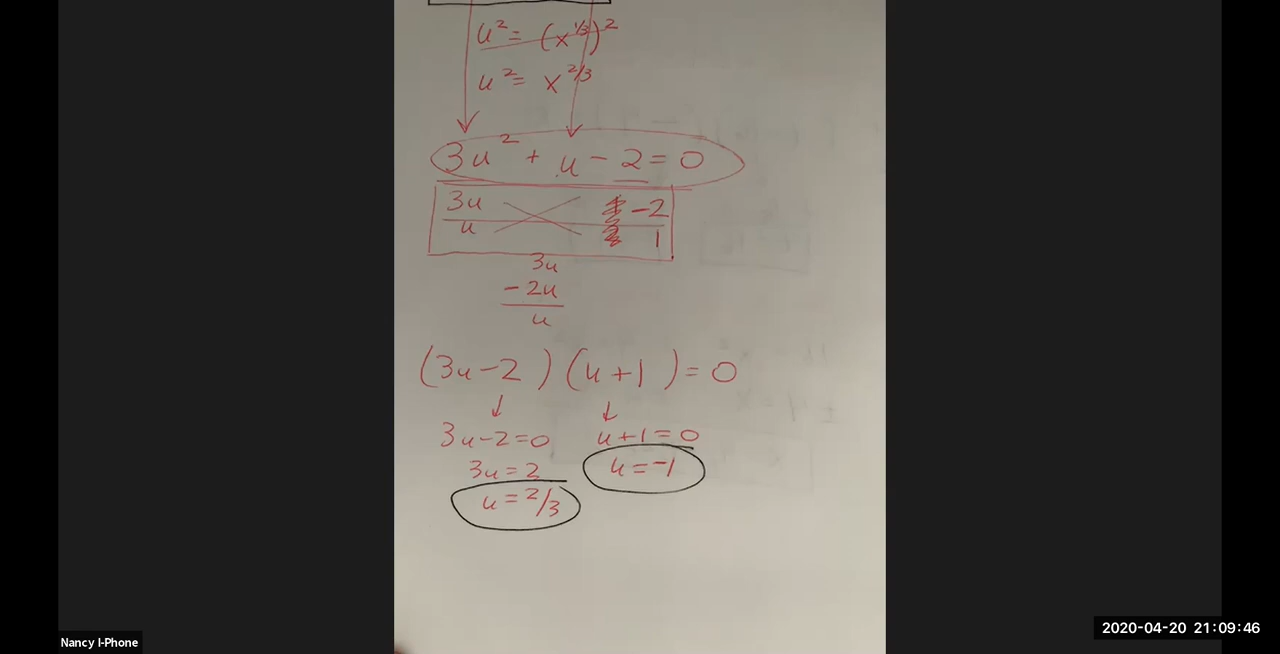 u² = (x^1/3)²
u² = x^2/3
3u² + u - 2 = 0
3u -2
u 1
3u
- 2u
u
(3u-2)(u+1) = 0
↓ ↓
3u-2=0 u+1=0
3u=2 u=-1
u=2/3
Nancy I-Phone
2020-04-20 21:09:46